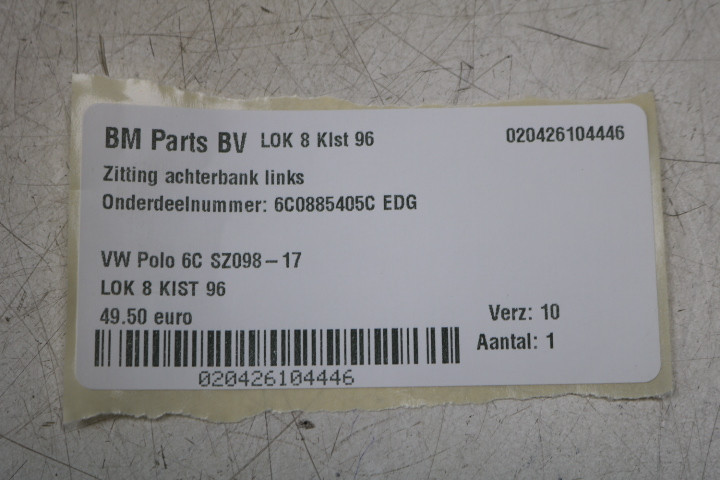 BM Parts BV LOK 8 KIst 96 020426104446
Zitting achterbank links
Onderdeelnummer: 6C0885405C EDG
VW Polo 6C SZ098-17
LOK 8 KIST 96
49.50 euro Verz: 10
Aantal: 1
020426104446